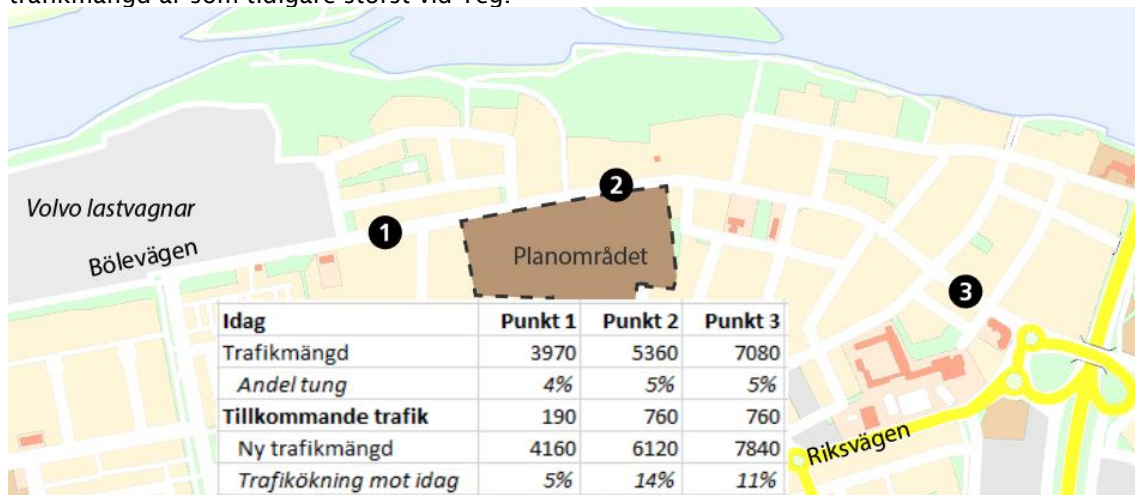 trafikmängd är som tidigare störst vid Teg.
2
Volvo lastvagnar
1
Bölevägen
Planområdet
3
Idag Punkt 1 Punkt 2 Punkt 3
Trafikmängd 3970 5360 7080
Andel tung 4% 5% 5%
Tillkommande trafik 190 760 760
Ny trafikmängd 4160 6120 7840
Trafikökning mot idag 5% 14% 11%
Riksvägen